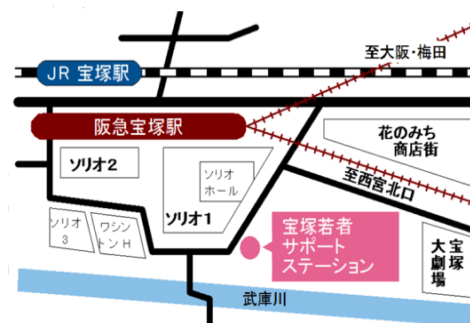 至大阪・梅田
JR 宝塚駅
阪急宝塚駅
花のみち
商店街
ソリオ2
ソリオ
ホール
至西宮北口
ソリオ1
ソリオ
3
ワシン
トンH
宝塚若者
サポート
ステーション
宝塚
大劇場
武庫川